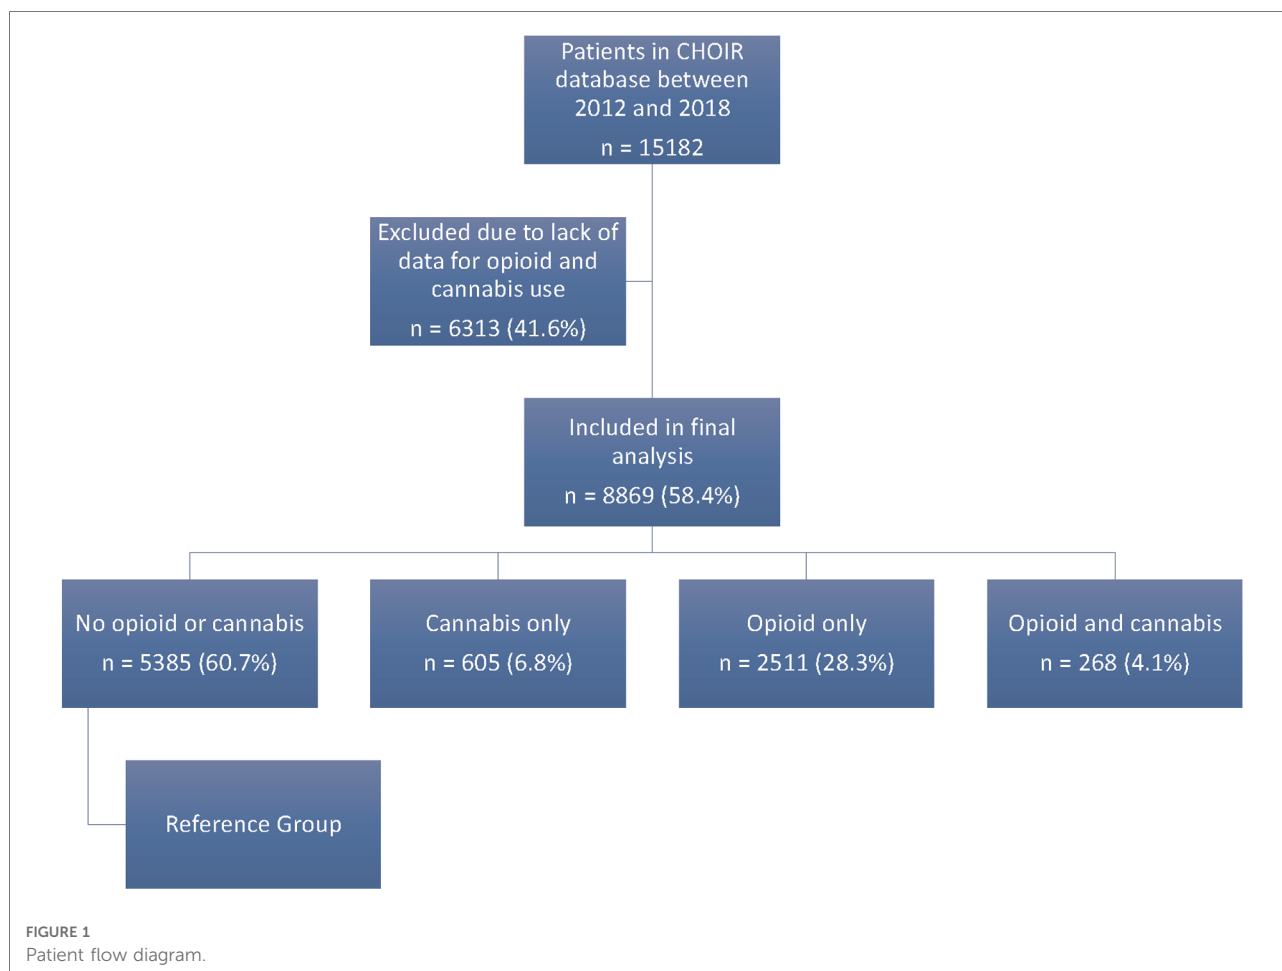 Patients in CHOIR
database between
2012 and 2018
n = 15182
Excluded due to lack of
data for opioid and
cannabis use
n = 6313 (41.6%)
Included in final
analysis
n = 8869 (58.4%)
No opioid or cannabis
n = 5385 (60.7%)
Cannabis only
n = 605 (6.8%)
Opioid only
n = 2511 (28.3%)
Opioid and cannabis
n = 268 (4.1%)
Reference Group
FIGURE 1
Patient flow diagram.